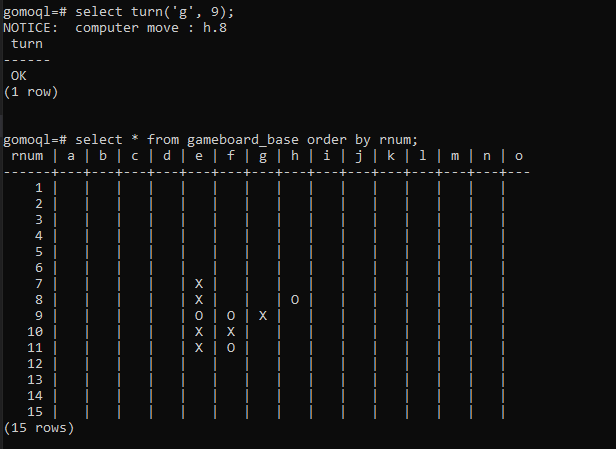 gomoql=# select turn('g', 9);
NOTICE:  computer move : h.8
 turn
------
 OK
(1 row)

gomoql=# select * from gameboard_base order by rnum;
 rnum | a | b | c | d | e | f | g | h | i | j | k | l | m | n | o
------+---+---+---+---+---+---+---+---+---+---+---+---+---+---+---
    1 |   |   |   |   |   |   |   |   |   |   |   |   |   |   |
    2 |   |   |   |   |   |   |   |   |   |   |   |   |   |   |
    3 |   |   |   |   |   |   |   |   |   |   |   |   |   |   |
    4 |   |   |   |   |   |   |   |   |   |   |   |   |   |   |
    5 |   |   |   |   |   |   |   |   |   |   |   |   |   |   |
    6 |   |   |   |   |   |   |   |   |   |   |   |   |   |   |
    7 |   |   |   |   | X |   |   |   |   |   |   |   |   |   |
    8 |   |   |   |   | X |   |   | O |   |   |   |   |   |   |
    9 |   |   |   |   | O | O | X |   |   |   |   |   |   |   |
   10 |   |   |   |   | X | X |   |   |   |   |   |   |   |   |
   11 |   |   |   |   | X | O |   |   |   |   |   |   |   |   |
   12 |   |   |   |   |   |   |   |   |   |   |   |   |   |   |
   13 |   |   |   |   |   |   |   |   |   |   |   |   |   |   |
   14 |   |   |   |   |   |   |   |   |   |   |   |   |   |   |
   15 |   |   |   |   |   |   |   |   |   |   |   |   |   |   |
(15 rows)